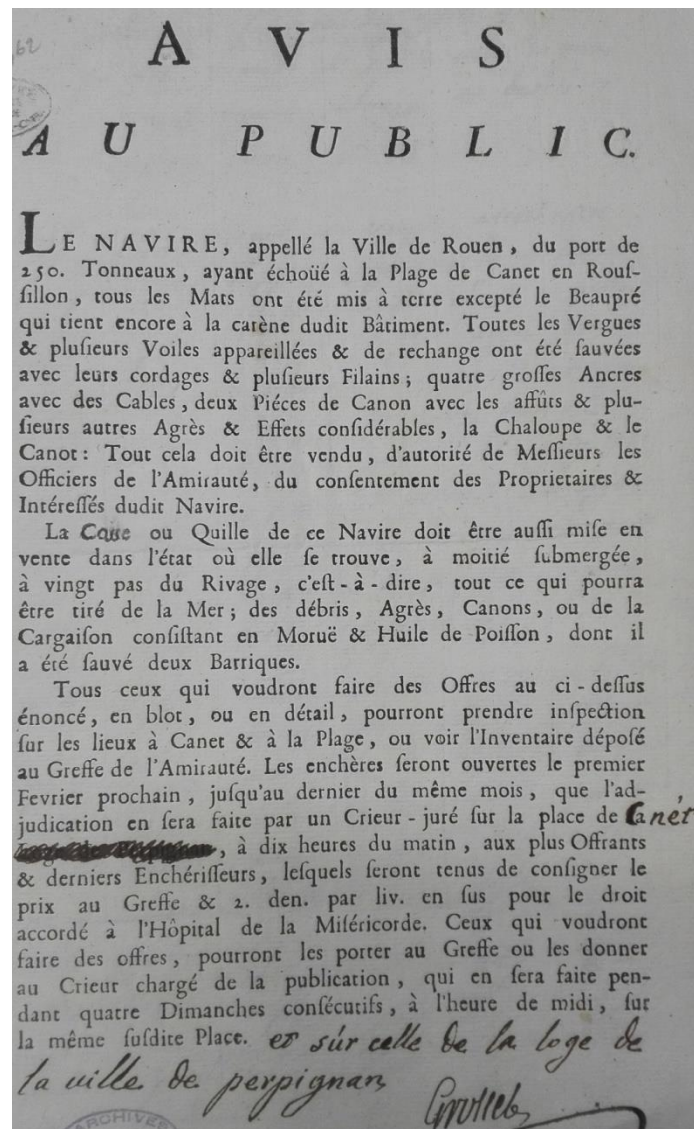 62
A V I S
A U P U B L I C.
LE NAVIRE, appellé la Ville de Rouen, du port de
250. Tonneaux, ayant échoüé à la Plage de Canet en Rouſ-
ſillon, tous les Mats ont été mis à terre excepté le Beaupré
qui tient encore à la carène dudit Bâtiment. Toutes les Vergues
& pluſieurs Voiles appareillées & de rechange ont été ſauvées
avec leurs cordages & pluſieurs Filains; quatre groſſes Ancres
avec des Cables, deux Piéces de Canon avec les affûts & plu-
ſieurs autres Agrès & Effets conſidérables, la Chaloupe & le
Canot: Tout cela doit être vendu, d'autorité de Meſſieurs les
Officiers de l'Amirauté, du conſentement des Proprietaires &
Intéreſſés dudit Navire.
La ou Quille de ce Navire doit être auſſi miſe en
vente dans l'état où elle ſe trouve, à moitié ſubmergée,
à vingt pas du Rivage, c'eſt-à-dire, tout ce qui pourra
être tiré de la Mer; des débris, Agrès, Canons, ou de la
Cargaiſon conſiſtant en Moruë & Huile de Poiſſon, dont il
a été ſauvé deux Barriques.
Tous ceux qui voudront faire des Offres au ci-deſſus
énoncé, en blot, ou en détail, pourront prendre inſpection
ſur les lieux à Canet & à la Plage, ou voir l'Inventaire dépoſé
au Greffe de l'Amirauté. Les enchères ſeront ouvertes le premier
Fevrier prochain, juſqu'au dernier du même mois, que l'ad-
judication en ſera faite par un Crieur-juré ſur la place de Canét
, à dix heures du matin, aux plus Offrants
& derniers Enchériſſeurs, leſquels ſeront tenus de conſigner le
prix au Greffe & 2. den. par liv. en ſus pour le droit
accordé à l'Hôpital de la Miſéricorde. Ceux qui voudront
faire des offres, pourront les porter au Greffe ou les donner
au Crieur chargé de la publication, qui en ſera faite pen-
dant quatre Dimanches conſécutifs, à l'heure de midi, ſur
la même ſuſdite Place. et sur celle de la loge de
la ville de perpignan
ARCHIVES